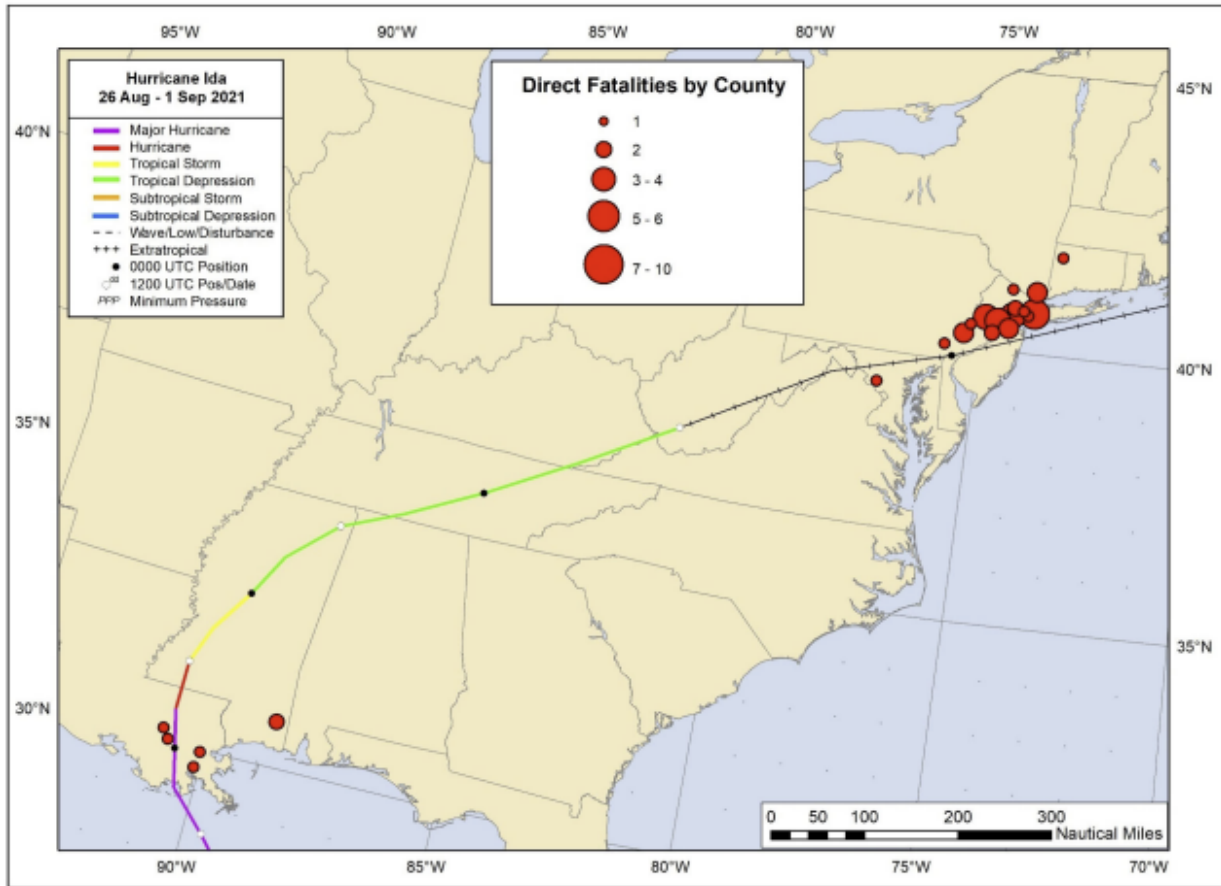 95°W 90°W 85°W 80°W 75°W
Hurricane Ida
26 Aug - 1 Sep 2021
Major Hurricane
Hurricane
Tropical Storm
Tropical Depression
Subtropical Storm
Subtropical Depression
Wave/Low/Disturbance
Extratropical
0000 UTC Position
1200 UTC Pos/Date
PPP Minimum Pressure
Direct Fatalities by County
1
2
3 - 4
5 - 6
7 - 10
40°N
35°N
30°N
45°N
40°N
35°N
0 50 100 200 300
Nautical Miles
90°W 85°W 80°W 75°W 70°W